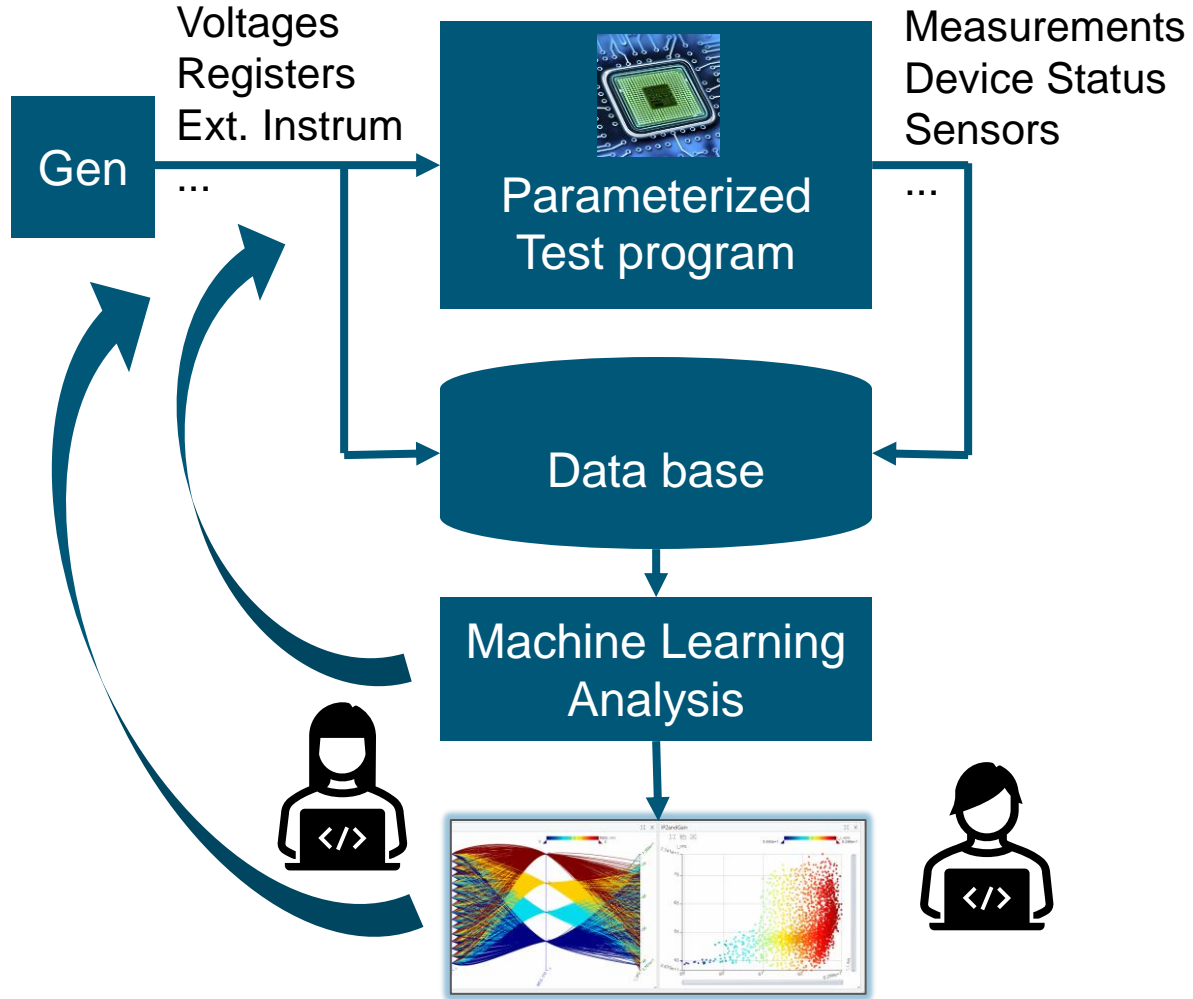 Voltages
Registers
Ext. Instrum
...
Gen
Parameterized
Test program
Measurements
Device Status
Sensors
...
Data base
Machine Learning
Analysis
</>
</>